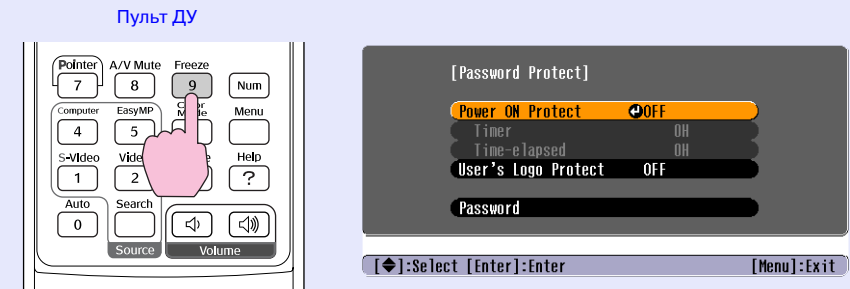 Пульт ДУ
Pointer A/V Mute Freeze
7 8 9 Num
Computer EasyMP Menu
4 5
S-Video Help
1 2 ?
Auto Search
0
Source Volume
[Password Protect]
Power ON Protect OFF
Timer OH
Time-elapsed OH
User's Logo Protect OFF
Password
[◆]:Select [Enter]:Enter [Menu]:Exit